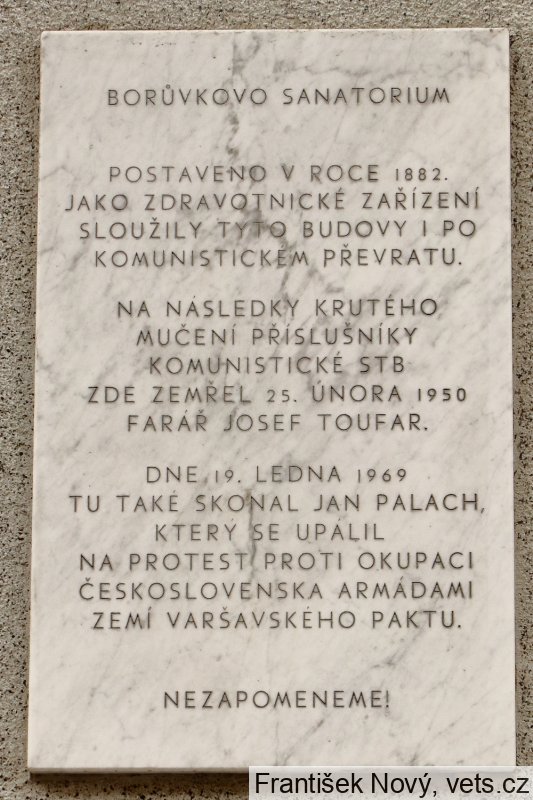 BORŮVKOVO SANATORIUM
POSTAVENO V ROCE 1882.
JAKO ZDRAVOTNICKÉ ZAŘÍZENÍ
SLOUŽILY TYTO BUDOVY I PO
KOMUNISTICKÉM PŘEVRATU.
NA NÁSLEDKY KRUTÉHO
MUČENÍ PŘÍSLUŠNÍKY
KOMUNISTICKÉ STB
ZDE ZEMŘEL 25. ÚNORA 1950
FARÁŘ JOSEF TOUFAR.
DNE 19. LEDNA 1969
TU TAKÉ SKONAL JAN PALACH,
KTERÝ SE UPÁLIL
NA PROTEST PROTI OKUPACI
ČESKOSLOVENSKA ARMÁDAMI
ZEMÍ VARŠAVSKÉHO PAKTU.
NEZAPOMENEME!
František Nový, vets.cz